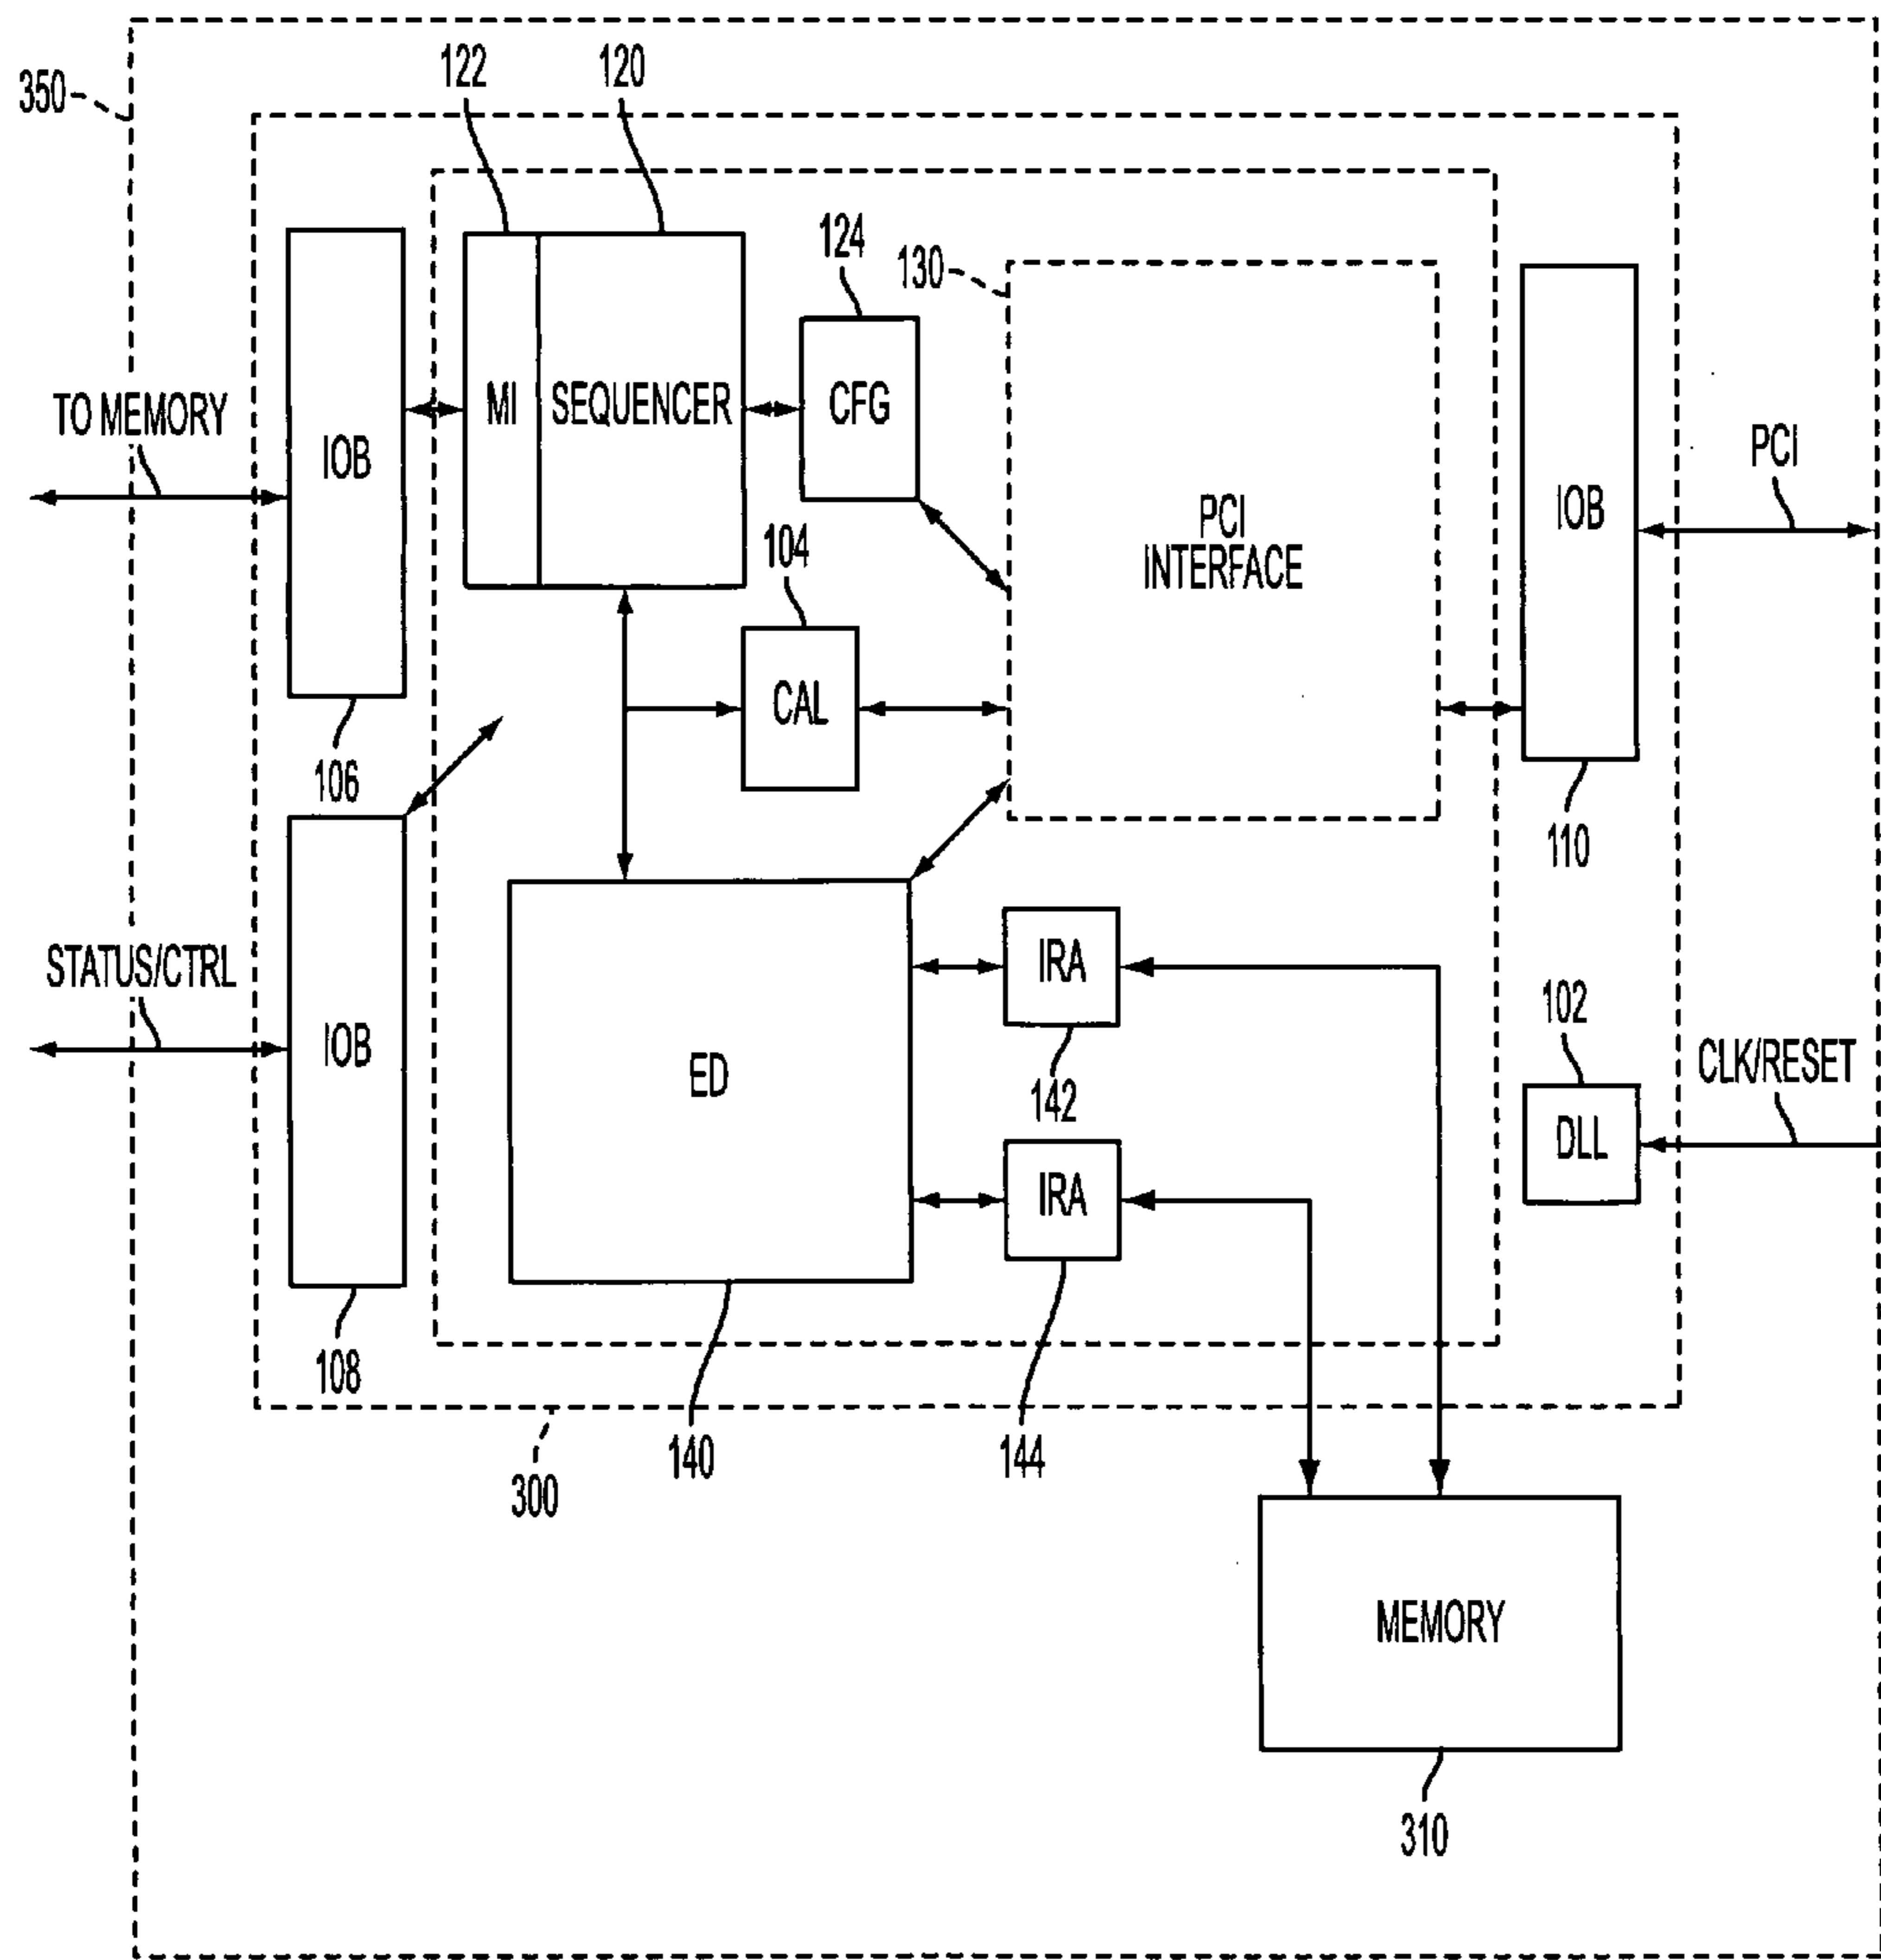 122
120
350
124
130
MI
SEQUENCER
CFG
TO MEMORY
IOB
PCI
IOB
PCI
INTERFACE
104
CAL
106
110
STATUS/CTRL
IOB
ED
IRA
142
102
CLK/RESET
DLL
IRA
108
140
144
300
MEMORY
310